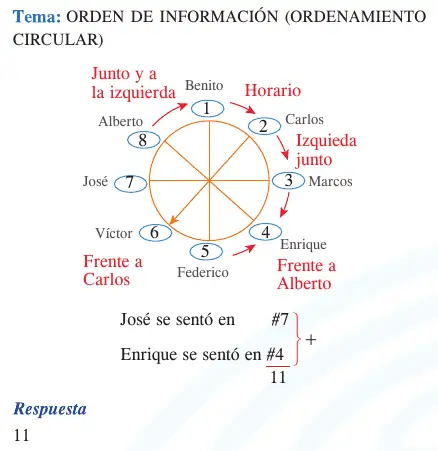 Tema: ORDEN DE INFORMACIÓN (ORDENAMIENTO
CIRCULAR)
Junto y a
la izquierda
Benito
Horario
1
Alberto
8
2
Carlos
Izquieda
junto
José
7
3
Marcos
Víctor
6
5
4
Enrique
Frente a
Carlos
Federico
Frente a
Alberto
José se sentó en #7
Enrique se sentó en #4
+
11
Respuesta
11